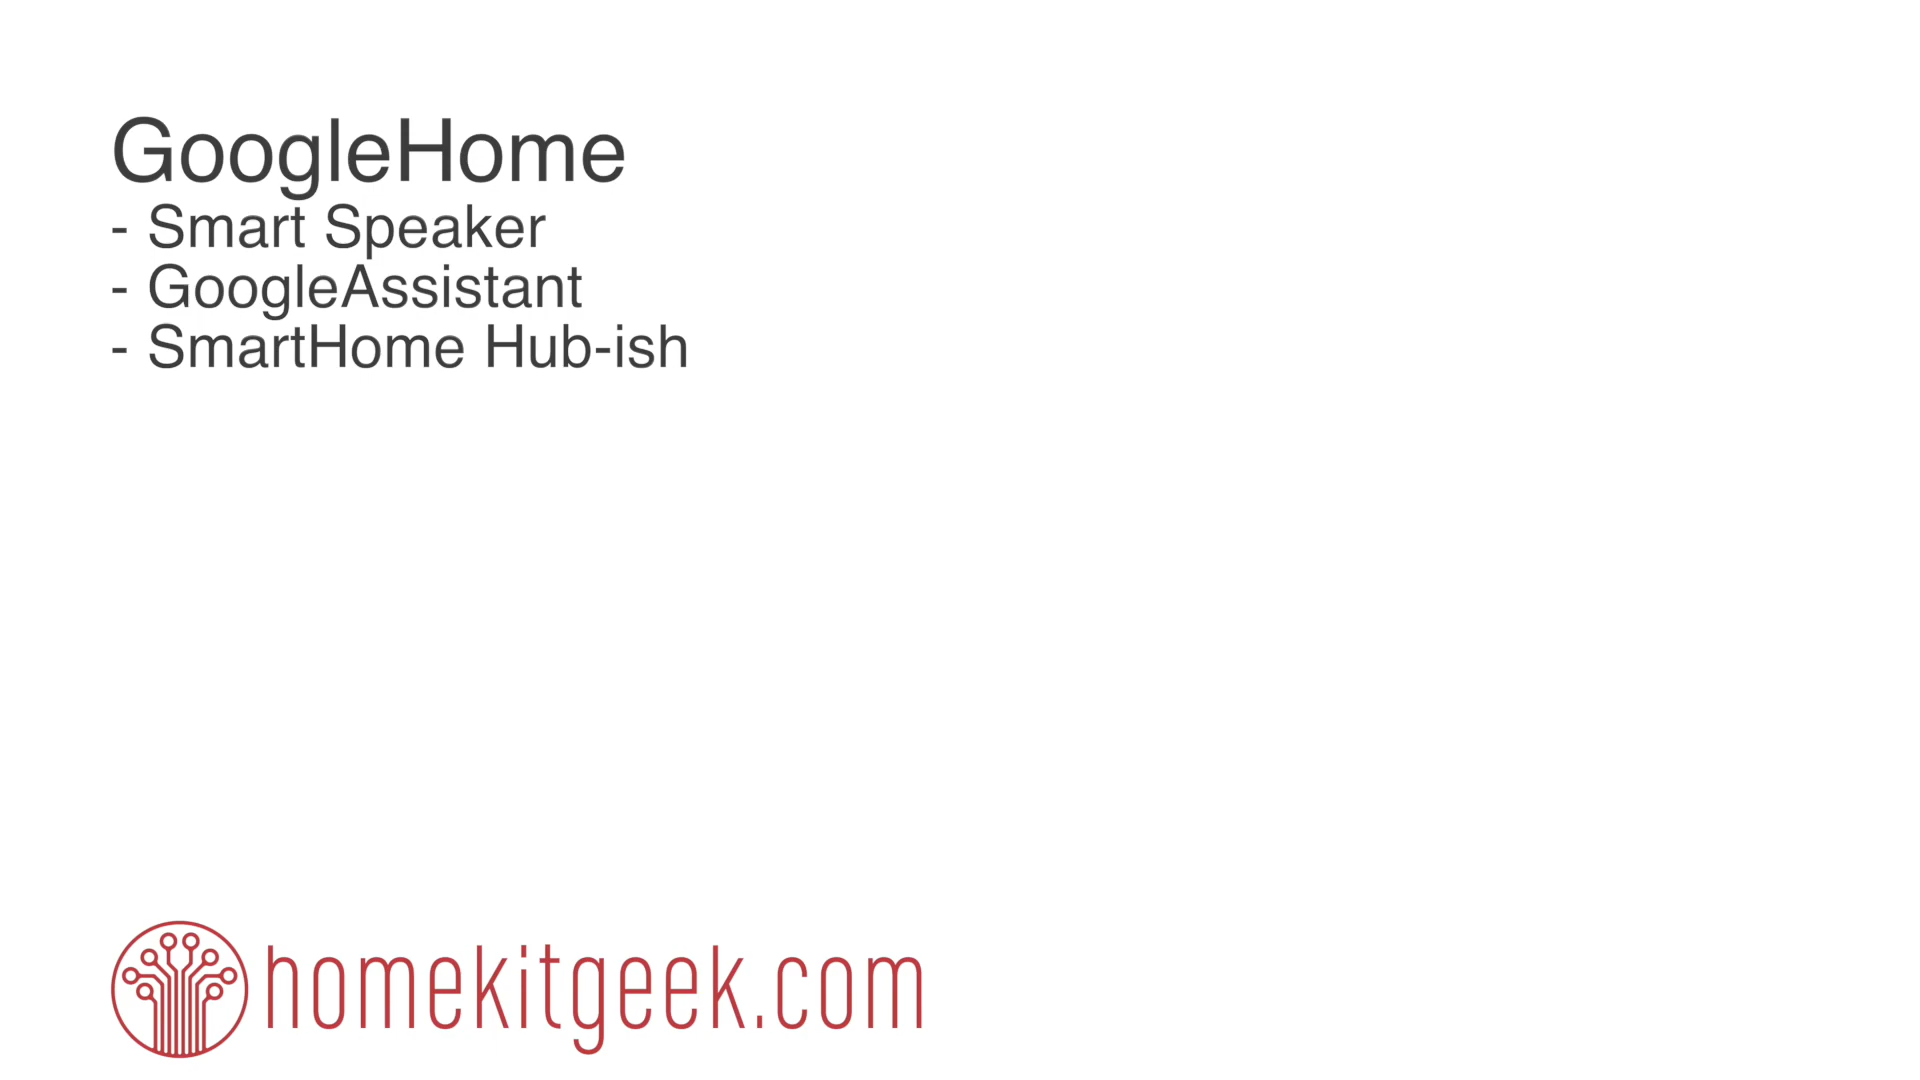 GoogleHome
- Smart Speaker
- GoogleAssistant
- SmartHome Hub-ish
homekitgeek.com